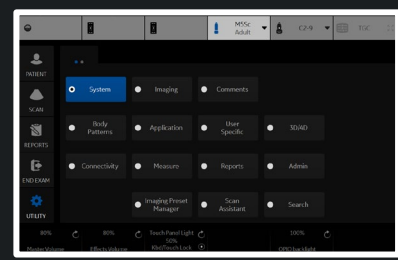 M5Sc
Adult
E2-9
TGC
PATIENT
SCAN
REPORTS
END EXAM
UTILITY
System
Imaging
Comments
Body
Patterns
Application
User
Specific
3D/4D
Connectivity
Measure
Reports
Admin
Imaging Preset
Manager
Scan
Assistant
Search
80%
Master Volume
80%
Effects Volume
Touch Panel Light
50%
Kbd/Touch Lock
100%
OPIO backlight